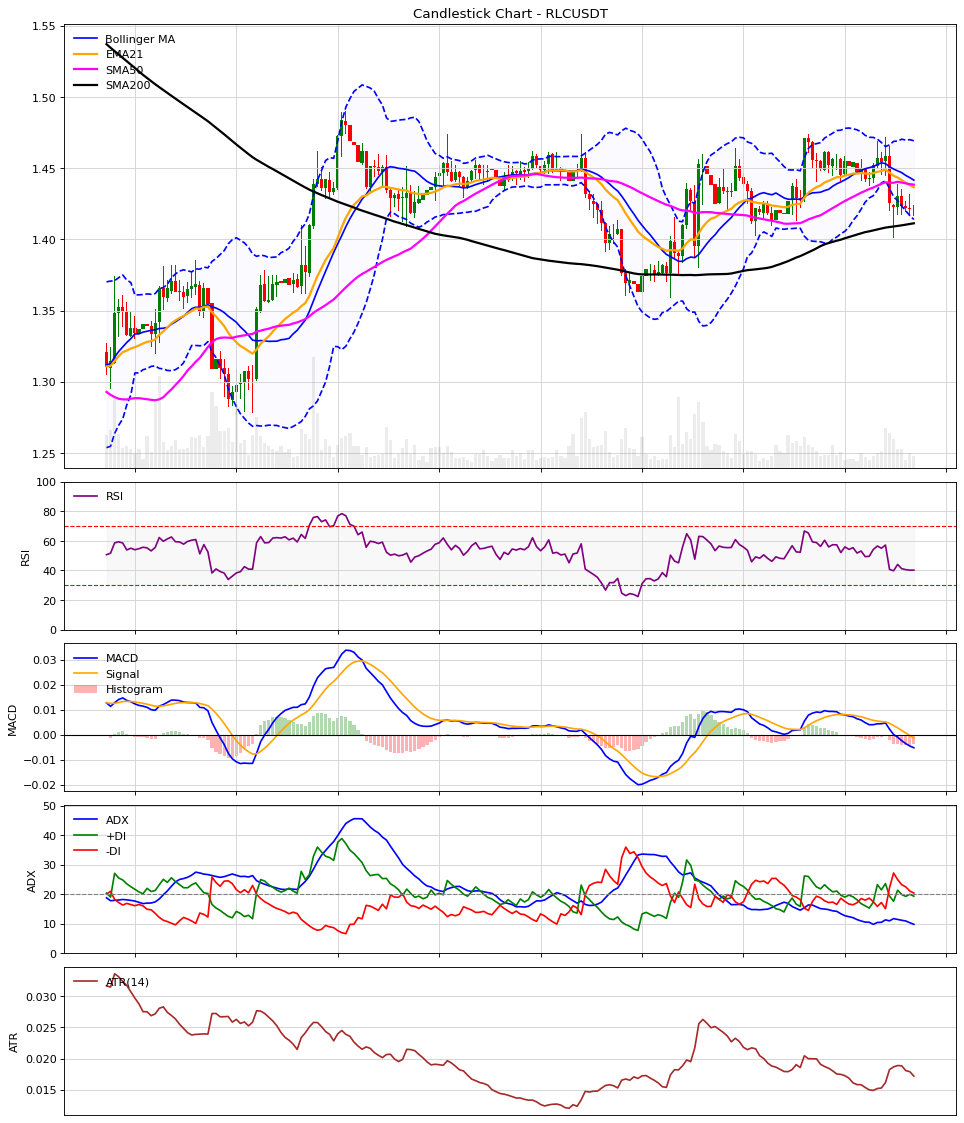 Candlestick Chart - RLCUSDT
1.55
1.50
1.45
1.40
1.35
1.30
1.25
Bollinger MA
EMA21
SMA50
SMA200
100
80
60
40
20
0
RSI
RSI
0.03
0.02
0.01
0.00
−0.01
−0.02
MACD
MACD
Signal
Histogram
50
40
30
20
10
0
ADX
ADX
+DI
-DI
0.030
0.025
0.020
0.015
ATR
ATR(14)